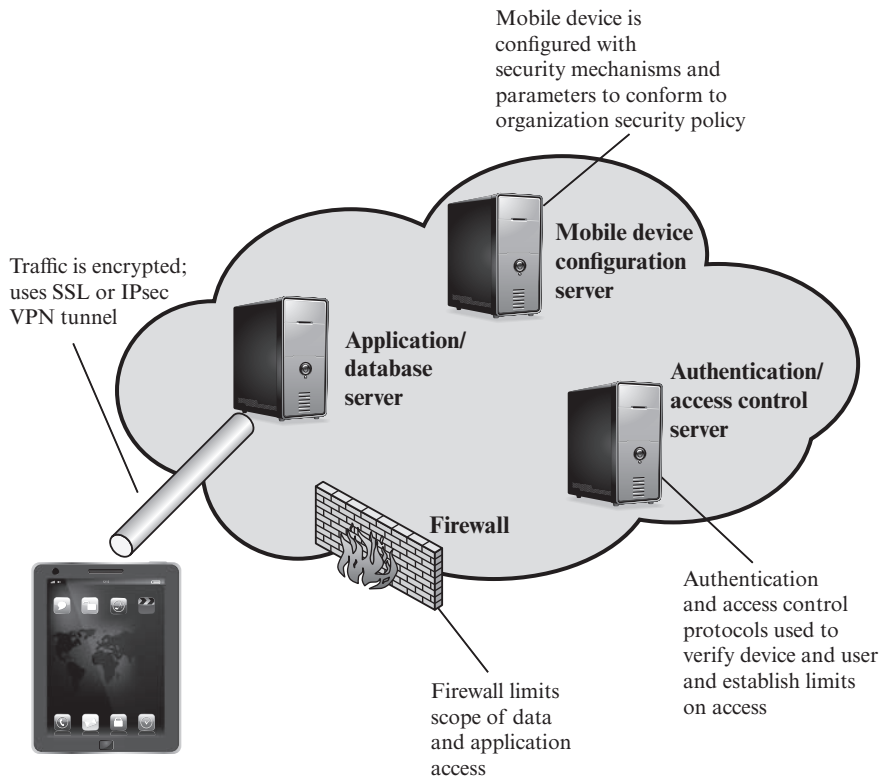 Mobile device is
configured with
security mechanisms and
parameters to conform to
organization security policy
Mobile device
configuration
server
Traffic is encrypted;
uses SSL or IPsec
VPN tunnel
Application/
database
server
Authentication/
access control
server
Firewall
Authentication
and access control
protocols used to
verify device and user
and establish limits
on access
Firewall limits
scope of data
and application
access